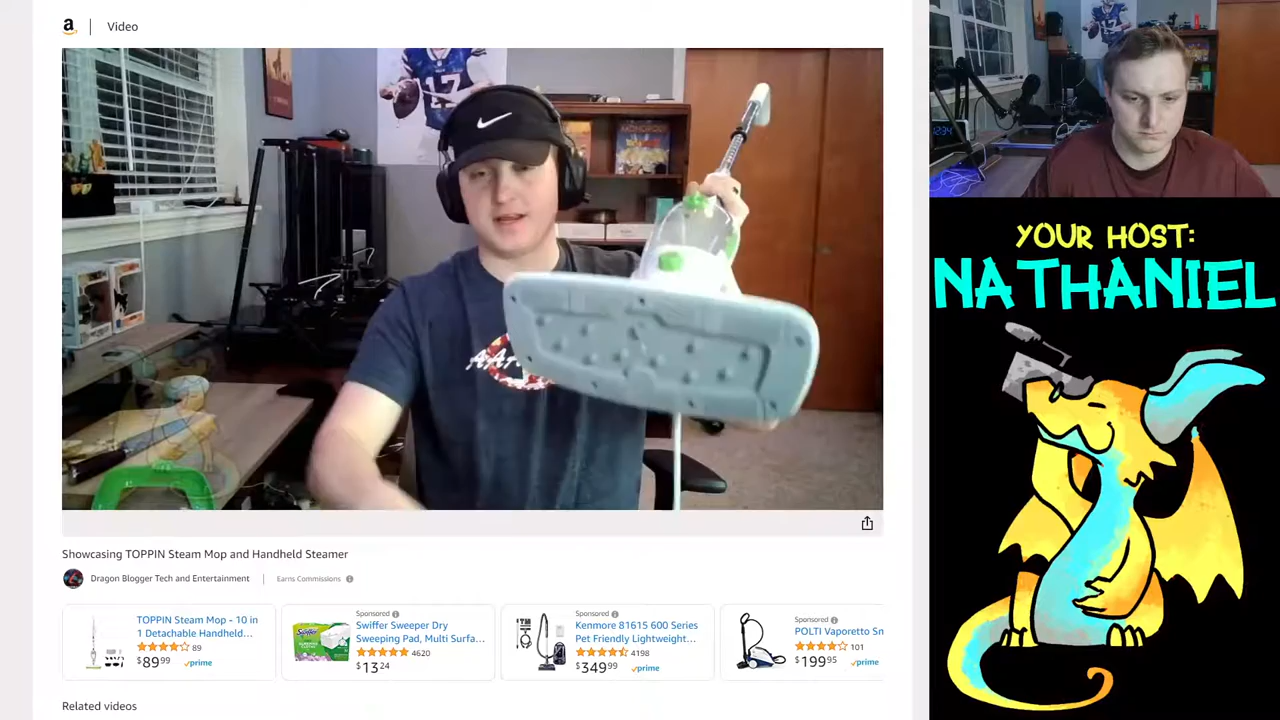 a
Video
17
12:34
YOUR HOST:
NATHANIEL
Showcasing TOPPIN Steam Mop and Handheld Steamer
Dragon Blogger Tech and Entertainment
Earns Commissions
TOPPIN Steam Mop - 10 in
1 Detachable Handheld...
89
$89.99
prime
Sponsored
Swiffer Sweeper Dry
Sweeping Pad, Multi Surfa...
4620
$13.24
Sponsored
Kenmore 81615 600 Series
Pet Friendly Lightweight...
4198
$349.99
prime
Sponsored
POLTI Vaporetto Sn
101
$199.95
prime
Related videos